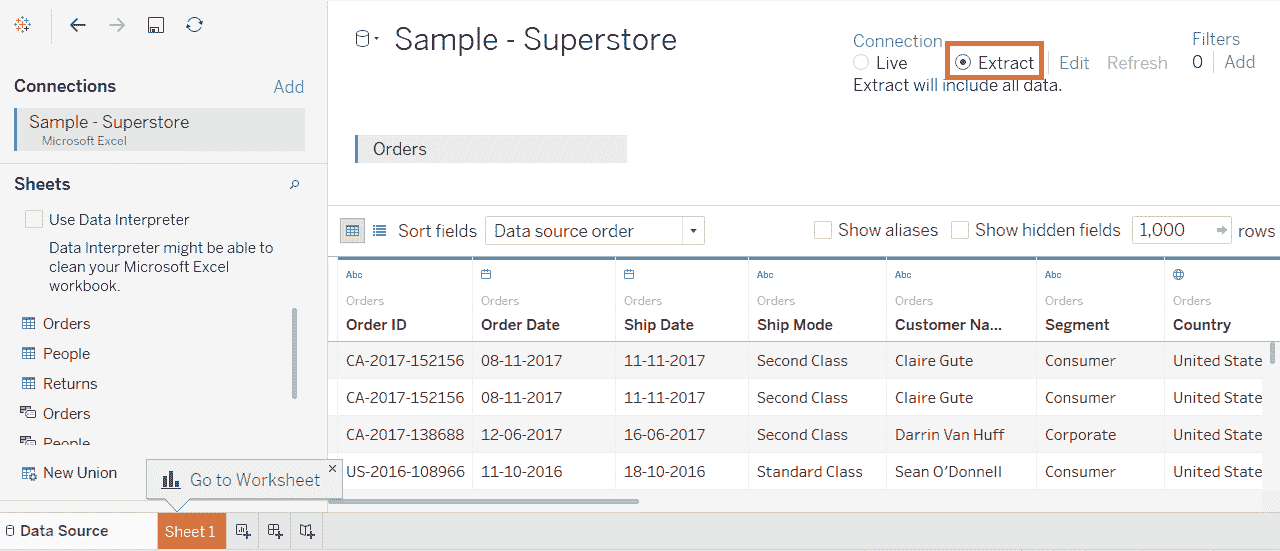 Sample - Superstore
Connection
Live
Extract
Edit
Refresh
Extract will include all data.
Filters
0
Add
Connections
Add
Sample - Superstore
Microsoft Excel
Sheets
Use Data Interpreter
Data Interpreter might be able to
clean your Microsoft Excel
workbook.
Orders
People
Returns
Orders
People
New Union
Orders
Sort fields
Data source order
Show aliases
Show hidden fields
1,000
rows
Abc Abc Abc Abc
Orders Orders Orders Orders Orders Orders Orders
Order ID Order Date Ship Date Ship Mode Customer Na... Segment Country
CA-2017-152156 08-11-2017 11-11-2017 Second Class Claire Gute Consumer United State
CA-2017-152156 08-11-2017 11-11-2017 Second Class Claire Gute Consumer United State
CA-2017-138688 12-06-2017 16-06-2017 Second Class Darrin Van Huff Corporate United State
US-2016-108966 11-10-2016 18-10-2016 Standard Class Sean O'Donnell Consumer United State
Go to Worksheet
Data Source
Sheet 1